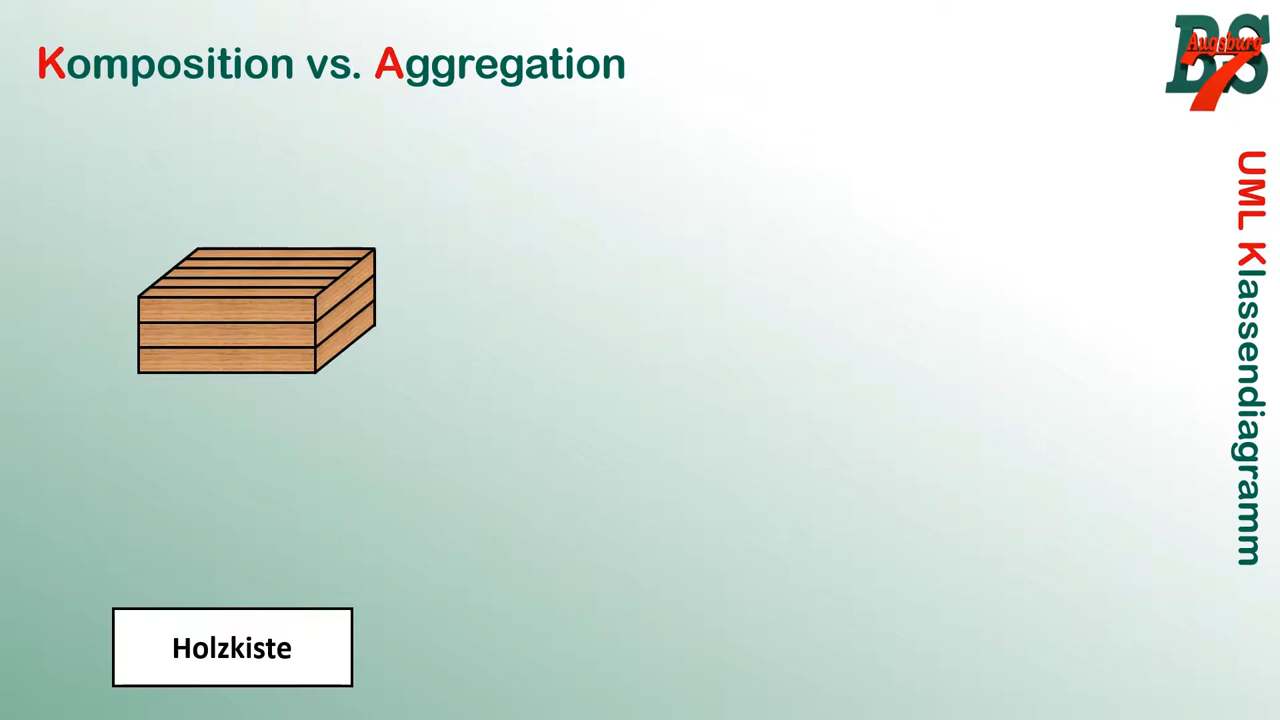 Komposition vs. Aggregation
BS
Augsburg
7
UML Klassendiagramm
Holzkiste